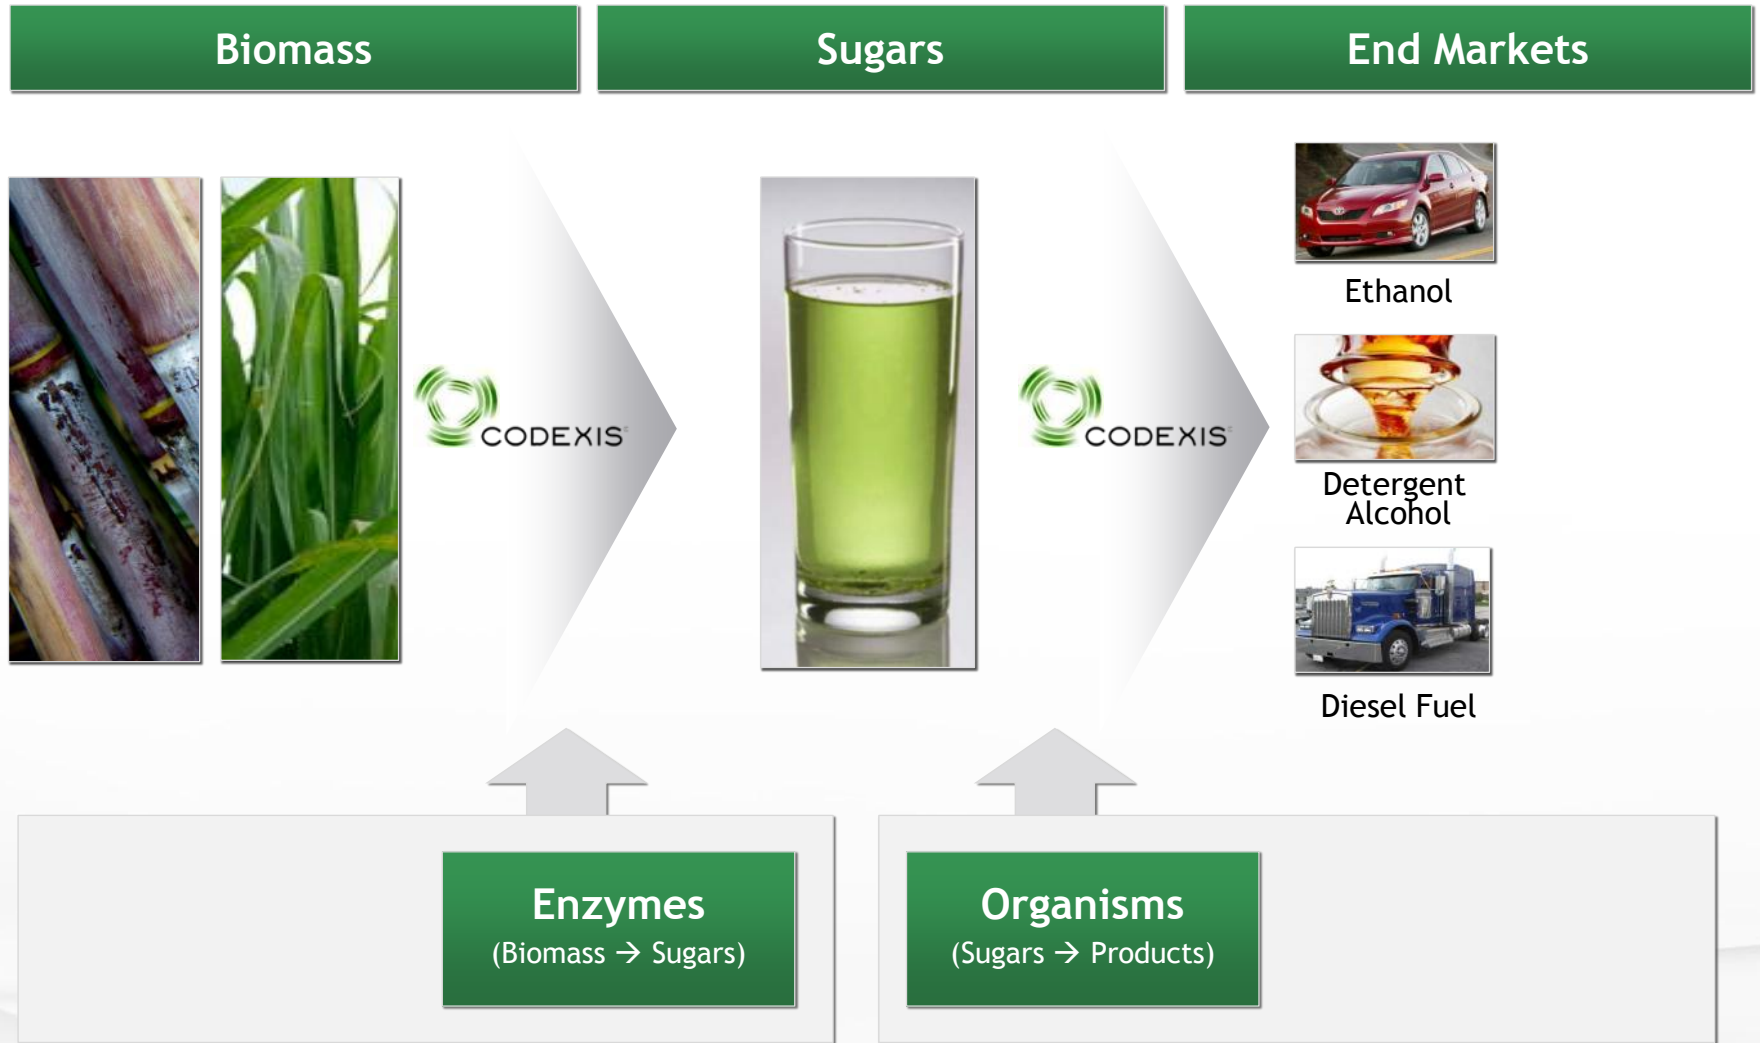 Biomass
Sugars
End Markets
CODEXIS
CODEXIS
Ethanol
Detergent
Alcohol
Diesel Fuel
Enzymes
(Biomass → Sugars)
Organisms
(Sugars → Products)